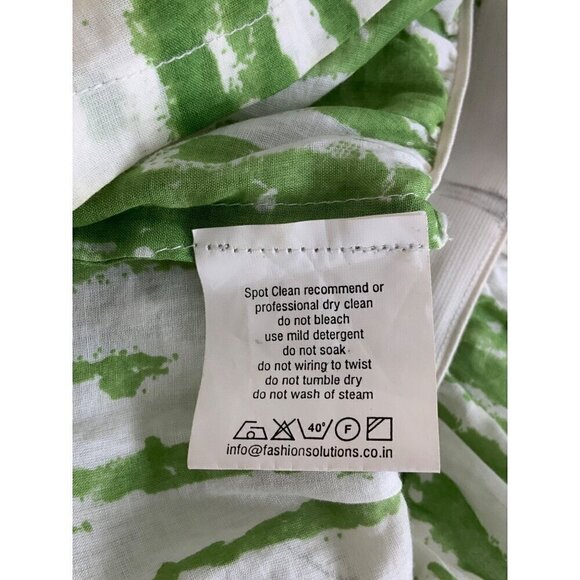 Spot Clean recommend or
professional dry clean
do not bleach
use mild detergent
do not soak
do not wiring to twist
do not tumble dry
do not wash of steam
40° F
info@fashionsolutions.co.in